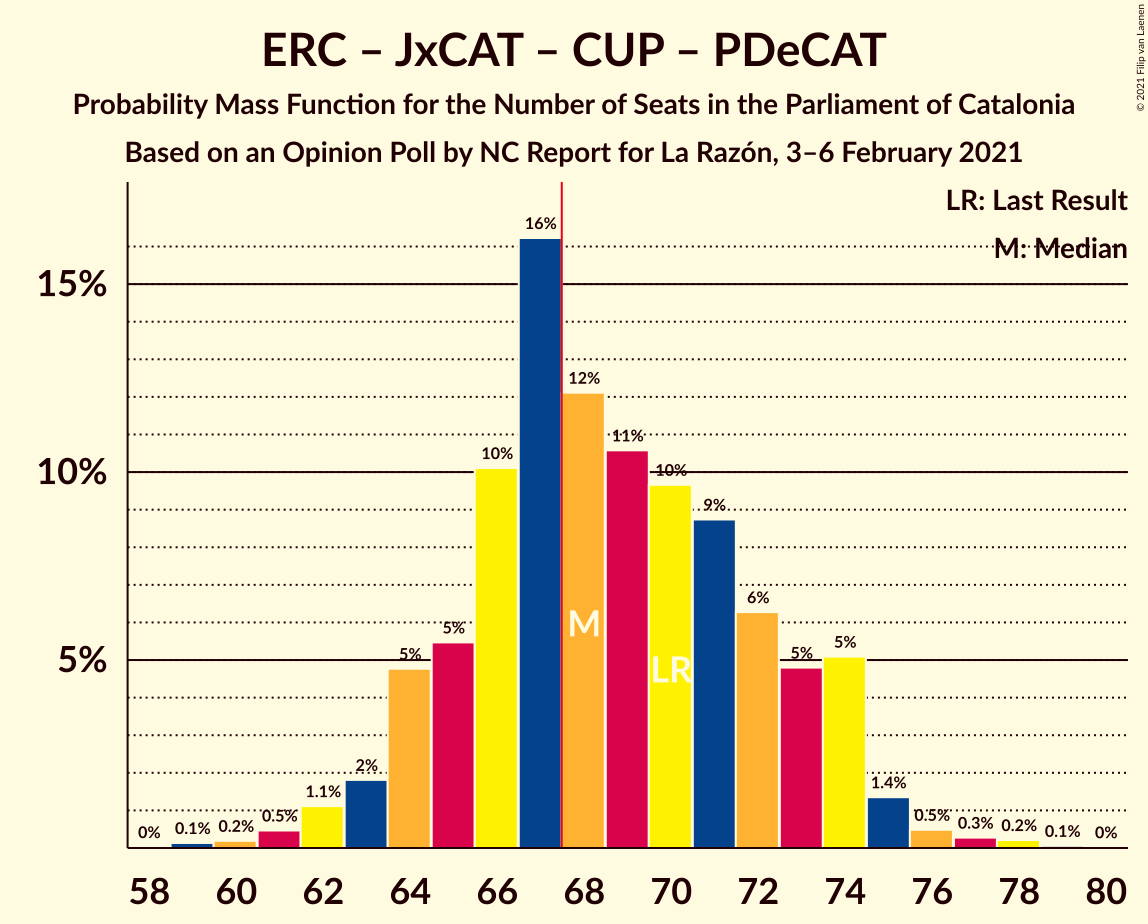 ERC – JxCAT – CUP – PDeCAT
Probability Mass Function for the Number of Seats in the Parliament of Catalonia
Based on an Opinion Poll by NC Report for La Razón, 3–6 February 2021
© 2021 Filip van Laenen
LR: Last Result
M: Median
16%
15%
12%
11%
10%
10%
10%
9%
6%
5%
5%
5%
5%
5%
M
LR
2%
1.4%
1.1%
0.5%
0.5%
0.3%
0.2%
0.2%
0.1%
0.1%
0%
0%
58 60 62 64 66 68 70 72 74 76 78 80